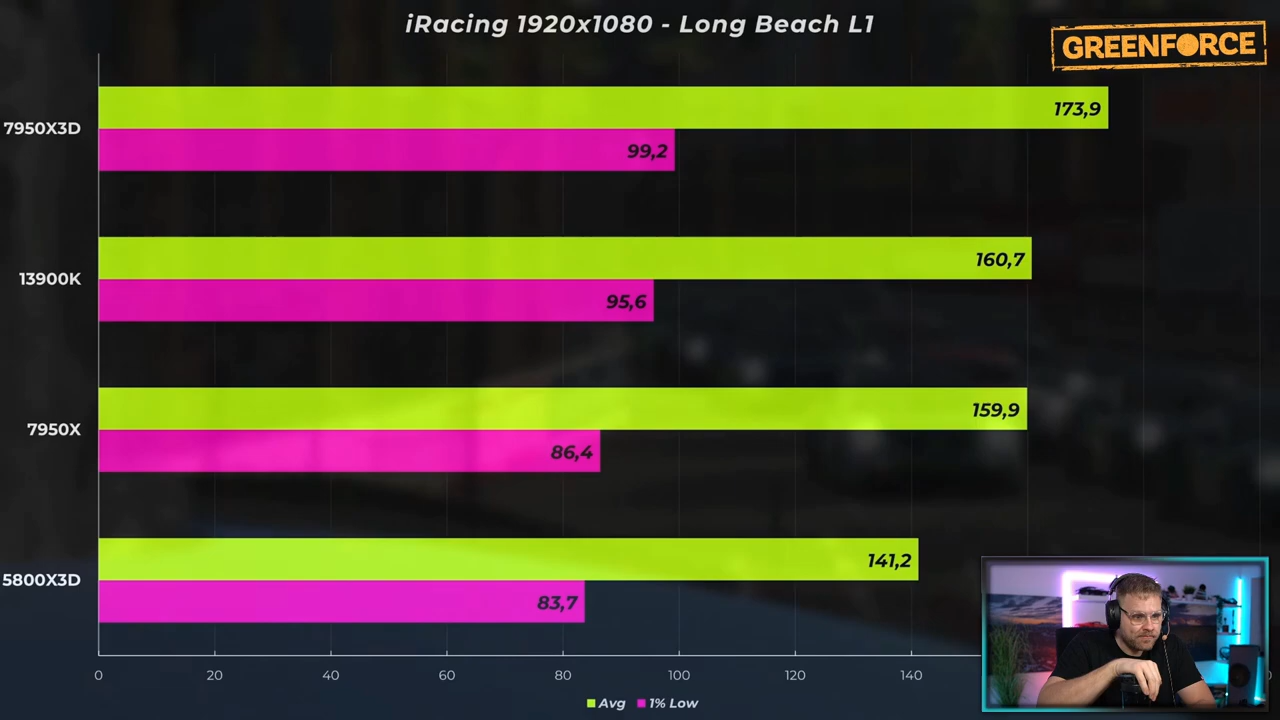 iRacing 1920x1080 - Long Beach L1
GREENFORCE
7950X3D
173,9
99,2
13900K
160,7
95,6
7950X
159,9
86,4
5800X3D
141,2
83,7
0 20 40 60 80 100 120 140
Avg 1% Low